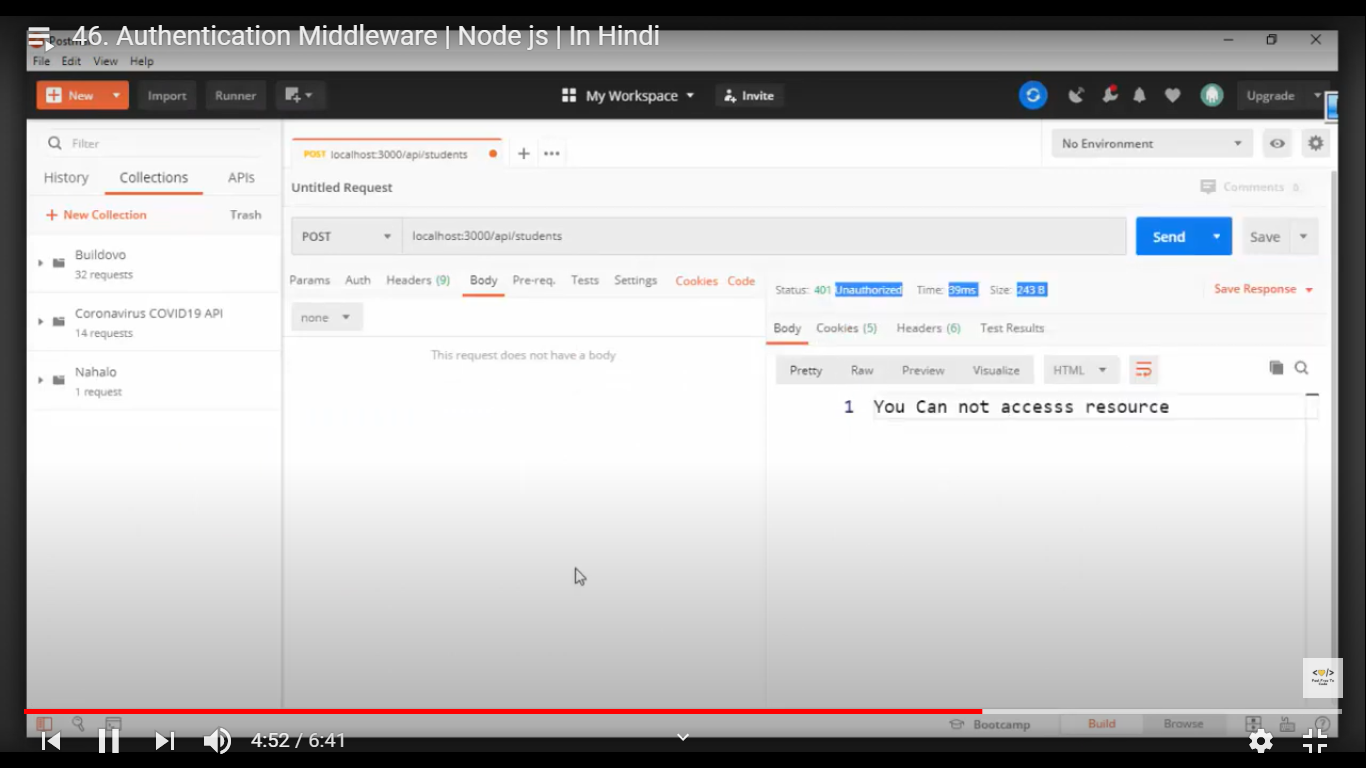 46. Authentication Middleware | Node js | In Hindi
File Edit View Help
New Import Runner My Workspace Invite Upgrade
Filter
History Collections APIs
New Collection Trash
Buildovo
32 requests
Coronavirus COVID19 API
14 requests
Nahalo
1 request
POST localhost:3000/api/students
No Environment
Untitled Request
Comments 0
POST localhost:3000/api/students
Send Save
Params Auth Headers (9) Body Pre-req. Tests Settings Cookies Code
none
This request does not have a body
Status: 401 Unauthorized Time: 39ms Size: 243 B Save Response
Body Cookies (5) Headers (6) Test Results
Pretty Raw Preview Visualize HTML
1 You Can not accesss resource
Bootcamp Build Browse
4:52 / 6:41